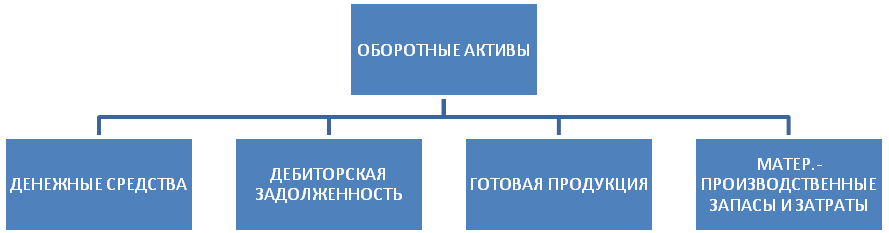 ОБОРОТНЫЕ АКТИВЫ
ДЕНЕЖНЫЕ СРЕДСТВА
ДЕБИТОРСКАЯ
ЗАДОЛЖЕННОСТЬ
ГОТОВАЯ ПРОДУКЦИЯ
МАТЕР.-
ПРОИЗВОДСТВЕННЫЕ
ЗАПАСЫ И ЗАТРАТЫ